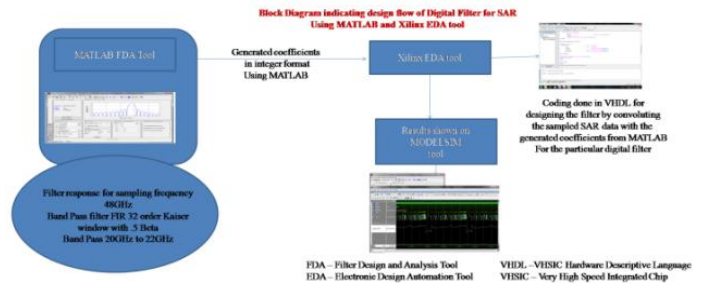 Block Diagram indicating design flow of Digital Filter for SAR
Using MATLAB and Xilinx EDA tool
MATLAB FDA Tool
Generated coefficients
in integer format
Using MATLAB
Xilinx EDA tool
Coding done in VHDL for
designing the filter by convoluting
the sampled SAR data with the
generated coefficients from MATLAB
For the particular digital filter
Results shown on
MODELSIM
tool
Filter response for sampling frequency
48GHz
Band Pass filter FIR 32 order Kaiser
window with .5 Beta
Band Pass 20GHz to 22GHz
FDA – Filter Design and Analysis Tool
EDA – Electronic Design Automation Tool
VHDL –VHSIC Hardware Descriptive Language
VHSIC – Very High Speed Integrated Chip